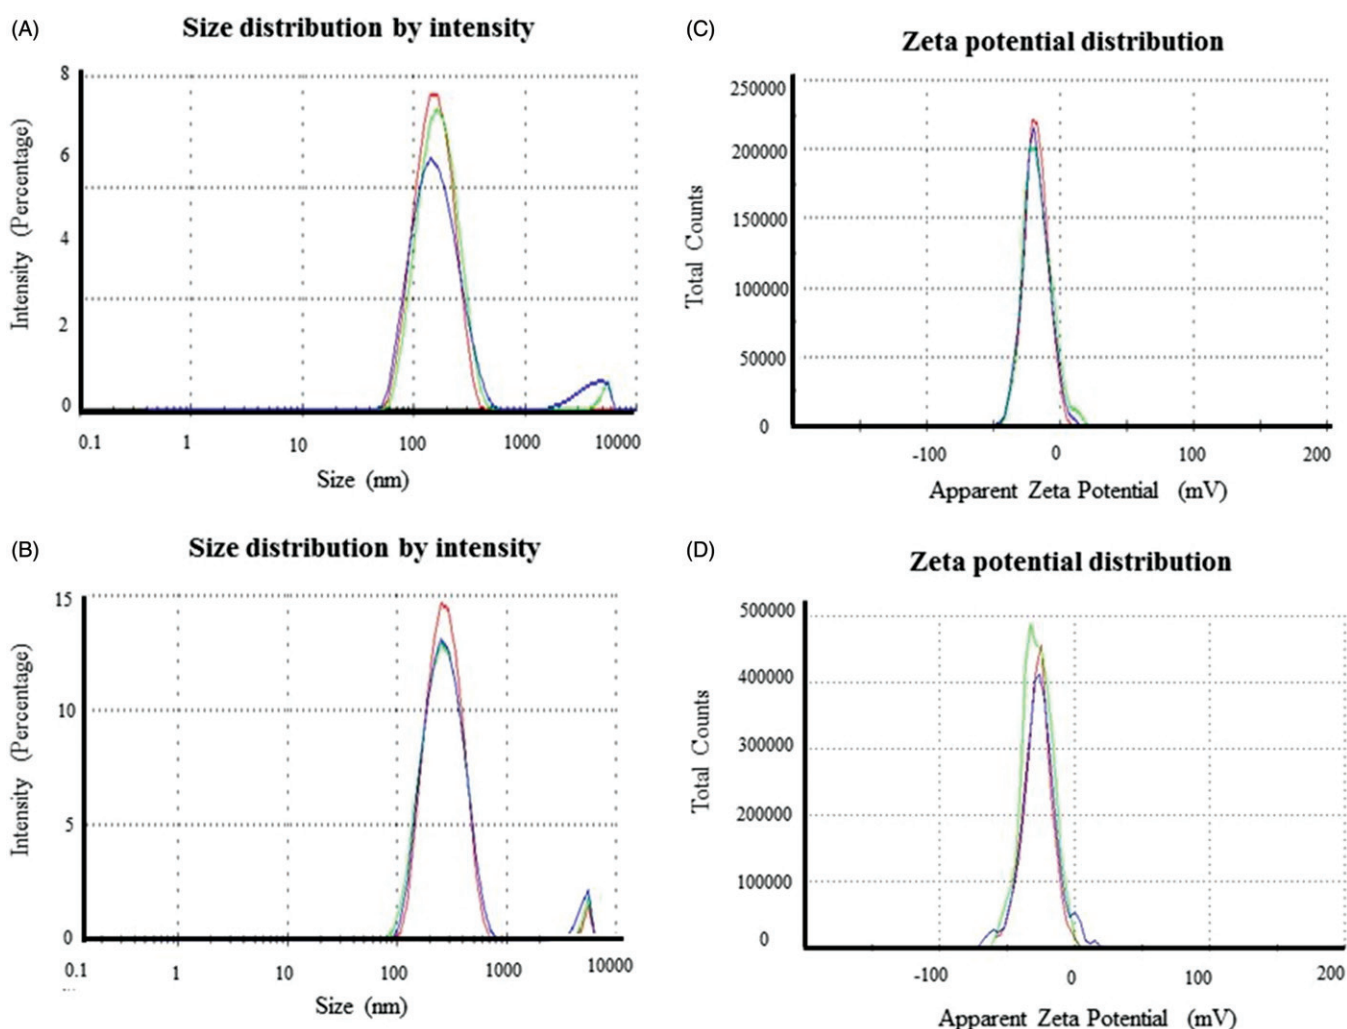 (A)
Size distribution by intensity
8
6
4
2
0
Intensity (Percentage)
0.1 1 10 100 1000 10000
Size (nm)
(C)
Zeta potential distribution
250000
200000
150000
100000
50000
0
Total Counts
-100 0 100 200
Apparent Zeta Potential (mV)
(B)
Size distribution by intensity
15
10
5
0
Intensity (Percentage)
0.1 1 10 100 1000 10000
Size (nm)
(D)
Zeta potential distribution
500000
400000
300000
200000
100000
0
Total Counts
-100 0 100 200
Apparent Zeta Potential (mV)